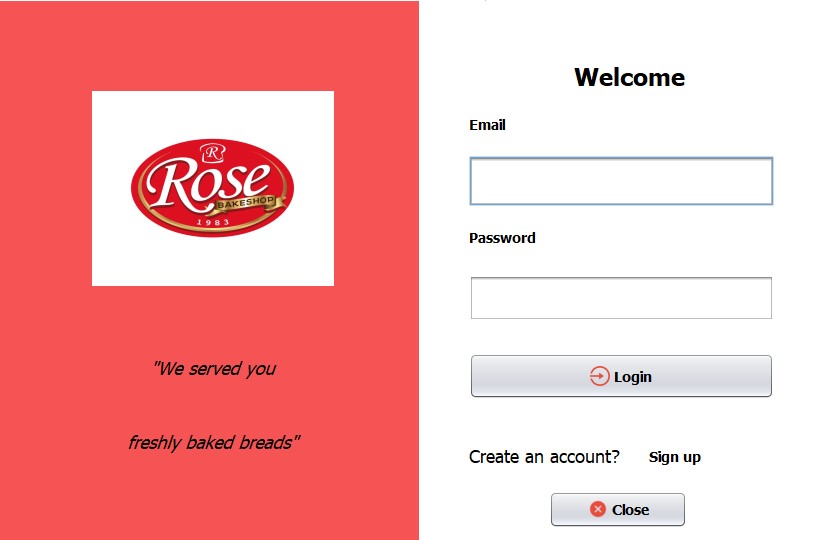 R
Rose
BAKESHOP
1983
"We served you
freshly baked breads"
Welcome
Email
Password
Login
Create an account? Sign up
Close